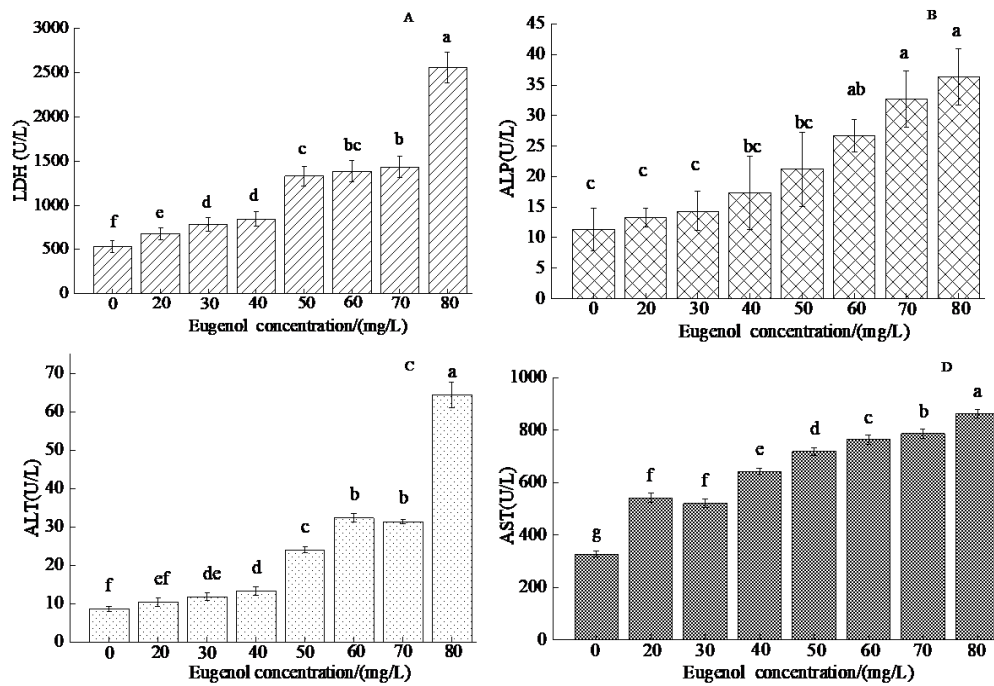 A
LDH (U/L)
3000
2500
2000
1500
1000
500
0
f e d d c bc b a
0 20 30 40 50 60 70 80
Eugenol concentration/(mg/L)
B
ALP(U/L)
45
40
35
30
25
20
15
10
5
0
c c c bc bc ab a a
0 20 30 40 50 60 70 80
Eugenol concentration/(mg/L)
C
ALT(U/L)
70
60
50
40
30
20
10
0
f ef de d c b b a
0 20 30 40 50 60 70 80
Eugenol concentration/(mg/L)
D
AST(U/L)
1000
800
600
400
200
0
g f f e d c b a
0 20 30 40 50 60 70 80
Eugenol concentration/(mg/L)